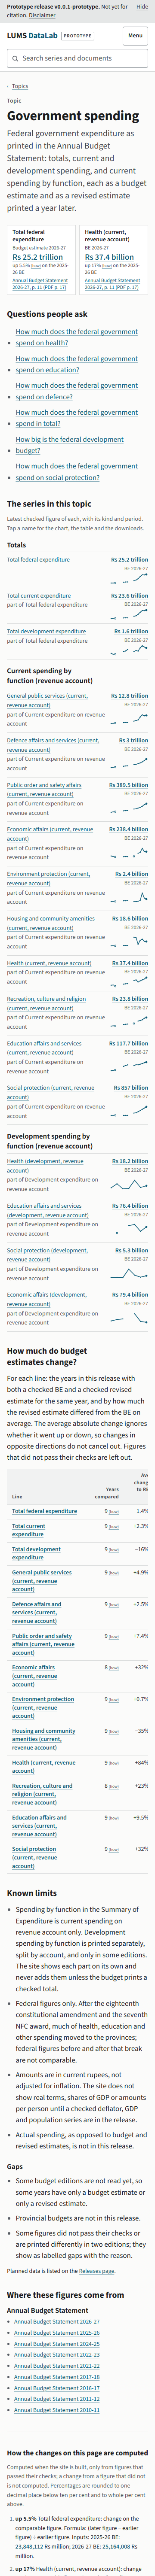 Prototype release v0.0.1-prototype. Not yet for
citation. Disclaimer
Hide
LUMS DataLab PROTOTYPE
Menu
Search series and documents
‹ Topics
Topic
Government spending
Federal government expenditure as
printed in the Annual Budget
Statement: totals, current and
development spending, and current
spending by function, each as a budget
estimate and as a revised estimate
printed a year later.
Total federal
expenditure
Budget estimate 2026-27
Rs 25.2 trillion
up 5.5% [how] on the 2025-
26 BE
Annual Budget Statement
2026-27, p. 11 (PDF p. 17)
Health (current,
revenue account)
BE 2026-27
Rs 37.4 billion
up 17% [how] on the 2025-
26 BE
Annual Budget Statement
2026-27, p. 11 (PDF p. 17)
Questions people ask
How much does the federal government
spend on health?
How much does the federal government
spend on education?
How much does the federal government
spend on defence?
How much does the federal government
spend in total?
How big is the federal development
budget?
How much does the federal government
spend on social protection?
The series in this topic
Latest checked figure of each, with its kind and period.
Tap a name for the chart, the table and the downloads.
Totals
Total federal expenditure
Rs 25.2 trillion
BE 2026-27
Total current expenditure
part of Total federal expenditure
Rs 23.6 trillion
BE 2026-27
Total development expenditure
part of Total federal expenditure
Rs 1.6 trillion
BE 2026-27
Current spending by
function (revenue account)
General public services (current,
revenue account)
part of Current expenditure on revenue
account
Rs 12.8 trillion
BE 2026-27
Defence affairs and services (current,
revenue account)
part of Current expenditure on revenue
account
Rs 3 trillion
BE 2026-27
Public order and safety affairs
(current, revenue account)
part of Current expenditure on
revenue account
Rs 389.5 billion
BE 2026-27
Economic affairs (current, revenue
account)
part of Current expenditure on
revenue account
Rs 238.4 billion
BE 2026-27
Environment protection (current,
revenue account)
part of Current expenditure on revenue
account
Rs 2.4 billion
BE 2026-27
Housing and community amenities
(current, revenue account)
part of Current expenditure on revenue
account
Rs 18.6 billion
BE 2026-27
Health (current, revenue account)
part of Current expenditure on revenue
account
Rs 37.4 billion
BE 2026-27
Recreation, culture and religion
(current, revenue account)
part of Current expenditure on revenue
account
Rs 23.8 billion
BE 2026-27
Education affairs and services
(current, revenue account)
part of Current expenditure on revenue
account
Rs 117.7 billion
BE 2026-27
Social protection (current, revenue
account)
part of Current expenditure on revenue
account
Rs 857 billion
BE 2026-27
Development spending by
function (revenue account)
Health (development, revenue
account)
part of Development expenditure on
revenue account
Rs 18.2 billion
BE 2026-27
Education affairs and services
(development, revenue account)
part of Development expenditure on
revenue account
Rs 76.4 billion
BE 2026-27
Social protection (development,
revenue account)
part of Development expenditure on
revenue account
Rs 5.3 billion
BE 2026-27
Economic affairs (development,
revenue account)
part of Development expenditure on
revenue account
Rs 79.4 billion
BE 2026-27
How much do budget
estimates change?
For each line: the years in this release with
both a checked BE and a checked revised
estimate for the same year, and by how much
the revised estimate differed from the BE on
average. The average absolute change ignores
whether it went up or down, so changes in
opposite directions do not cancel out. Figures
that did not pass their checks are left out.
Line
Years
compared
Total federal expenditure 9 [how] −1.4%
Total current
expenditure 9 [how] +2.3%
Total development
expenditure 9 [how] −16%
General public services
(current, revenue
account) 9 [how] +4.9%
Defence affairs and
services (current,
revenue account) 9 [how] +2.5%
Public order and safety
affairs (current, revenue
account) 9 [how] +7.4%
Economic affairs
(current, revenue
account) 8 [how] +32%
Environment protection
(current, revenue
account) 9 [how] +0.7%
Housing and community
amenities (current,
revenue account) 9 [how] −35%
Health (current, revenue
account) 9 [how] +84%
Recreation, culture and
religion (current,
revenue account) 8 [how] +23%
Education affairs and
services (current,
revenue account) 9 [how] +9.5%
Social protection
(current, revenue
account) 9 [how] +32%
Known limits
Spending by function in the Summary of
Expenditure is current spending on
revenue account only. Development
spending by function is printed separately,
split by account, and only in some editions.
The site shows each part on its own and
never adds them unless the budget prints a
checked total.
Federal figures only. After the eighteenth
constitutional amendment and the seventh
NFC award, much of health, education and
other spending moved to the provinces;
federal figures before and after that break
are not comparable.
Amounts are in current rupees, not
adjusted for inflation. The site does not
show real terms, shares of GDP or amounts
per person until a checked deflator, GDP
and population series are in the release.
Actual spending, as opposed to budget and
revised estimates, is not in this release.
Gaps
Some budget editions are not read yet, so
some years have only a budget estimate or
only a revised estimate.
Provincial budgets are not in this release.
Some figures did not pass their checks or
are printed differently in two editions; they
show as labelled gaps with the reason.
Planned data is listed on the Releases page.
Where these figures come from
Annual Budget Statement
Annual Budget Statement 2026-27
Annual Budget Statement 2025-26
Annual Budget Statement 2024-25
Annual Budget Statement 2022-23
Annual Budget Statement 2021-22
Annual Budget Statement 2017-18
Annual Budget Statement 2016-17
Annual Budget Statement 2011-12
Annual Budget Statement 2010-11
How the changes on this page are computed
Computed when the site is built, only from figures that
passed their checks; a change from a figure that did not
is not computed. Percentages are rounded to one
decimal place below ten per cent and to whole per cent
above.
1. up 5.5% Total federal expenditure: change on the
comparable figure. Formula: (later figure − earlier
figure) ÷ earlier figure. Inputs: 2025-26 BE:
23,848,112 Rs million; 2026-27 BE: 25,164,008 Rs
million.
2. up 17% Health (current, revenue account): change